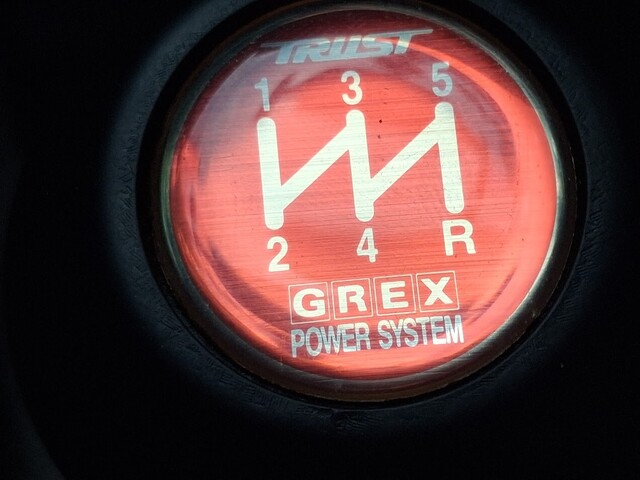 TRUST
1 3 5
2 4 R
GREX
POWER SYSTEM